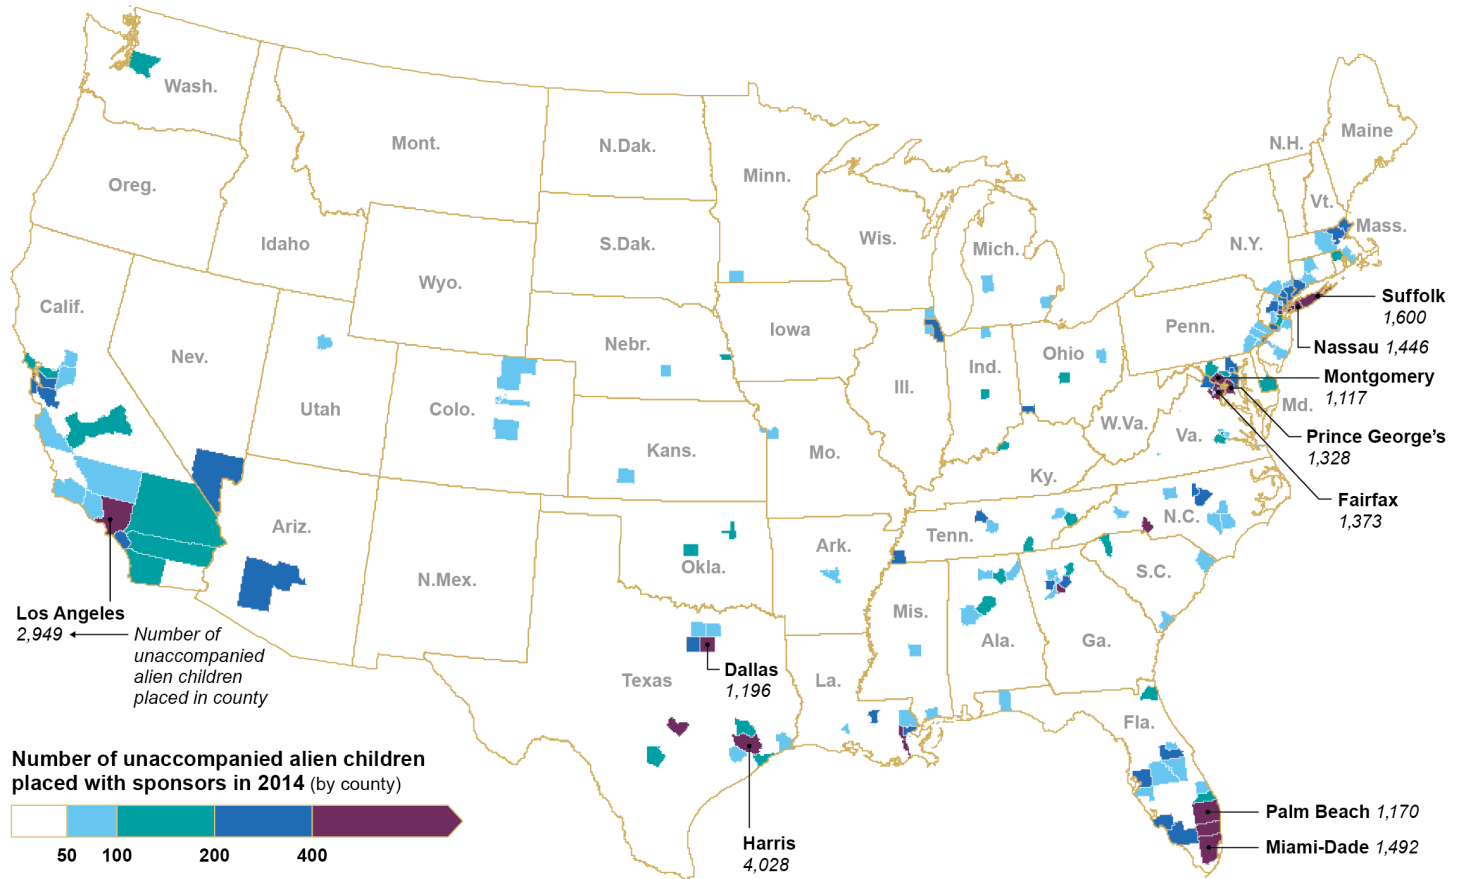 Wash.
Mont.
N.Dak.
Minn.
N.H.
Maine
Oreg.
Idaho
S.Dak.
Wis.
Mich.
N.Y.
Vt.
Mass.
Wyo.
Calif.
Nev.
Utah
Colo.
Nebr.
Iowa
Ill.
Ind.
Ohio
Penn.
Suffolk
1,600
Nassau 1,446
Montgomery
1,117
Md.
Prince George's
1,328
Fairfax
1,373
Kans.
Mo.
W.Va.
Va.
Ky.
Ariz.
N.Mex.
Okla.
Ark.
Tenn.
N.C.
S.C.
Los Angeles
2,949
Number of
unaccompanied
alien children
placed in county
Texas
Dallas
1,196
La.
Mis.
Ala.
Ga.
Fla.
Harris
4,028
Palm Beach 1,170
Miami-Dade 1,492
Number of unaccompanied alien children
placed with sponsors in 2014 (by county)
50 100 200 400